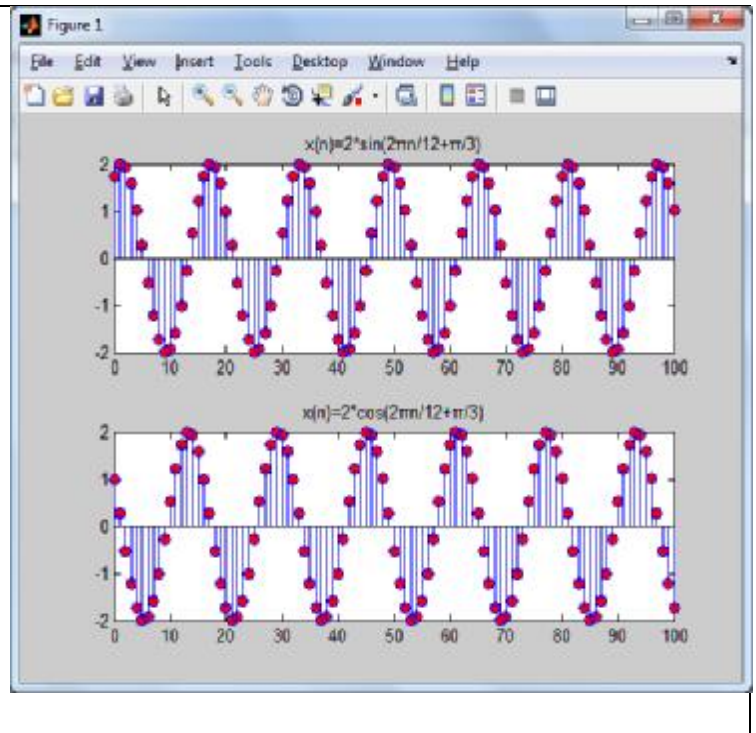 Figure 1
File Edit View Insert Tools Desktop Window Help
x(n)=2*sin(2πn/12+π/3)
2
1
0
-1
-2
0 10 20 30 40 50 60 70 80 90 100
x(n)=2*cos(2πn/12+π/3)
2
1
0
-1
-2
0 10 20 30 40 50 60 70 80 90 100